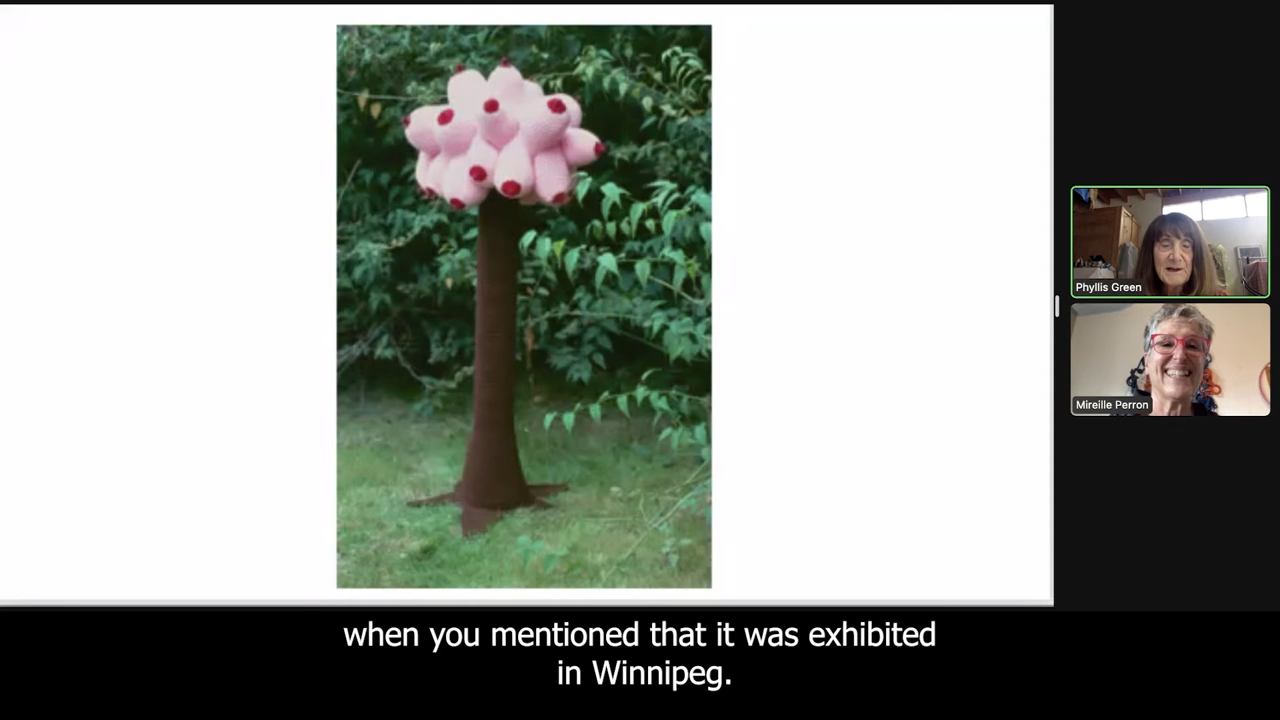 Phyllis Green
Mireille Perron
when you mentioned that it was exhibited
in Winnipeg.